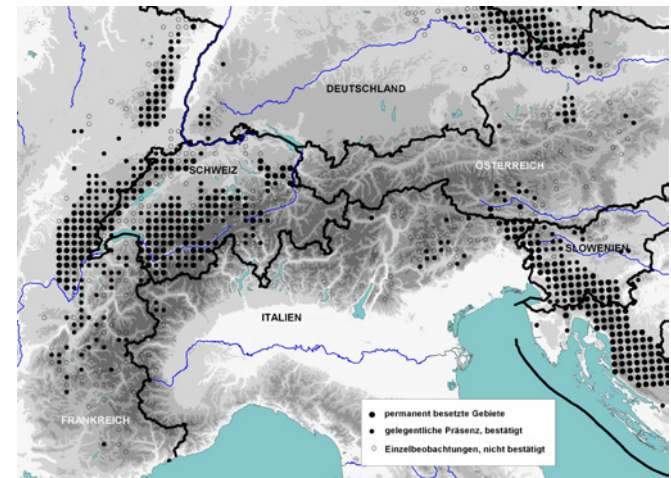 DEUTSCHLAND
ÖSTERREICH
SCHWEIZ
SLOWENIEN
ITALIEN
FRANKREICH
permanent besetzte Gebiete
gelegentliche Präsenz, bestätigt
Einzelbeobachtungen, nicht bestätigt